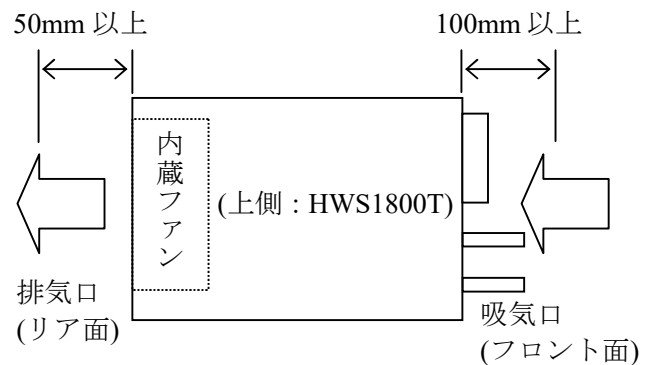 50mm 以上
100mm 以上
内蔵ファン
(上側：HWS1800T)
排気口
(リア面)
吸気口
(フロント面)